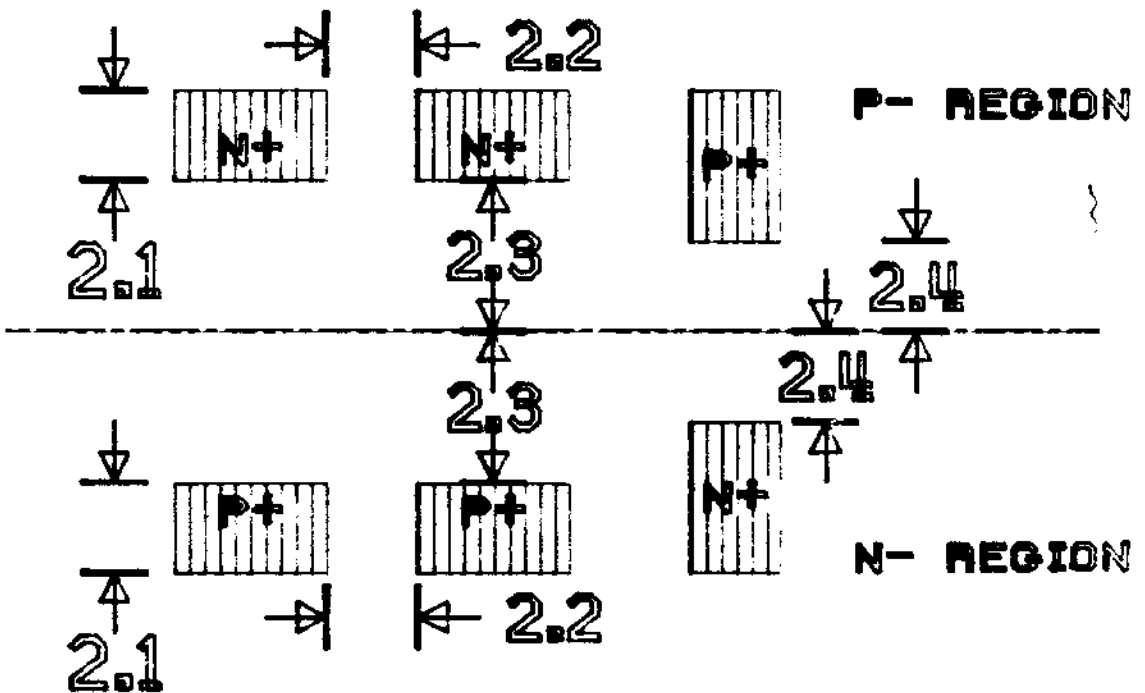 2.2
P- REGION
N+
N+
P+
2.1
2.3
2.4
2.4
2.3
P+
P+
N+
N- REGION
2.2
2.1